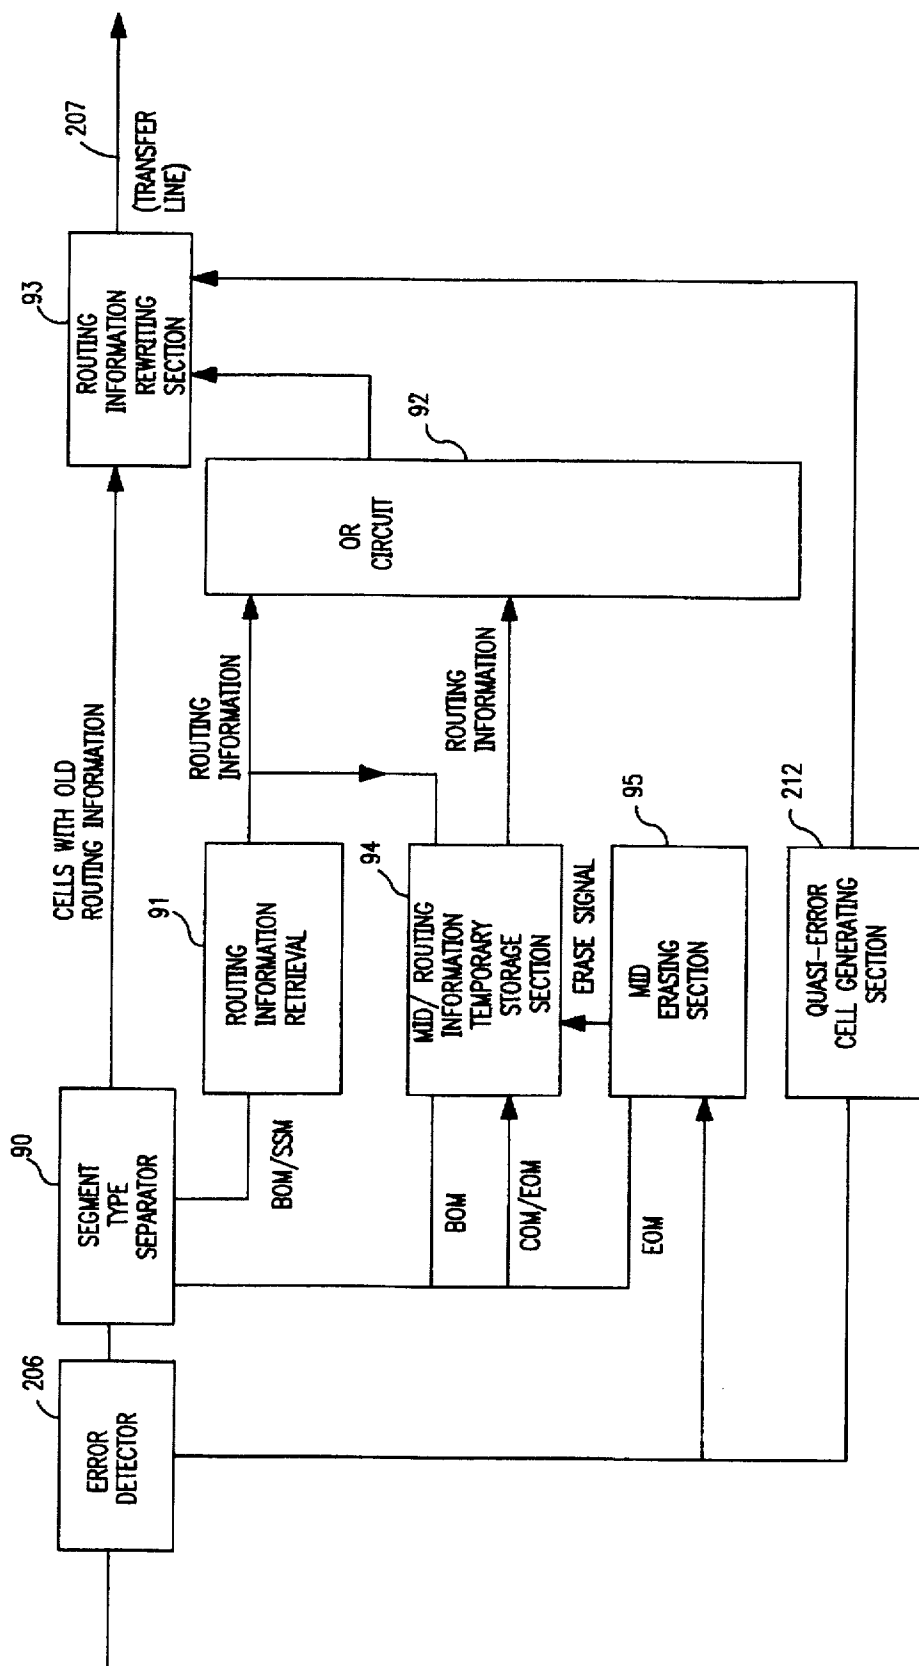 206
ERROR
DETECTOR
90
SEGMENT
TYPE
SEPARATOR
CELLS WITH OLD
ROUTING INFORMATION
93
ROUTING
INFORMATION
REWRITING
SECTION
207
(TRANSFER
LINE)
BOM/SSM
91
ROUTING
INFORMATION
RETRIEVAL
ROUTING
INFORMATION
OR
CIRCUIT
92
BOM
COM/EOM
94
MID/ ROUTING
INFORMATION
TEMPORARY
STORAGE
SECTION
ROUTING
INFORMATION
ERASE SIGNAL
EOM
95
MID
ERASING
SECTION
212
QUASI-ERROR
CELL GENERATING
SECTION